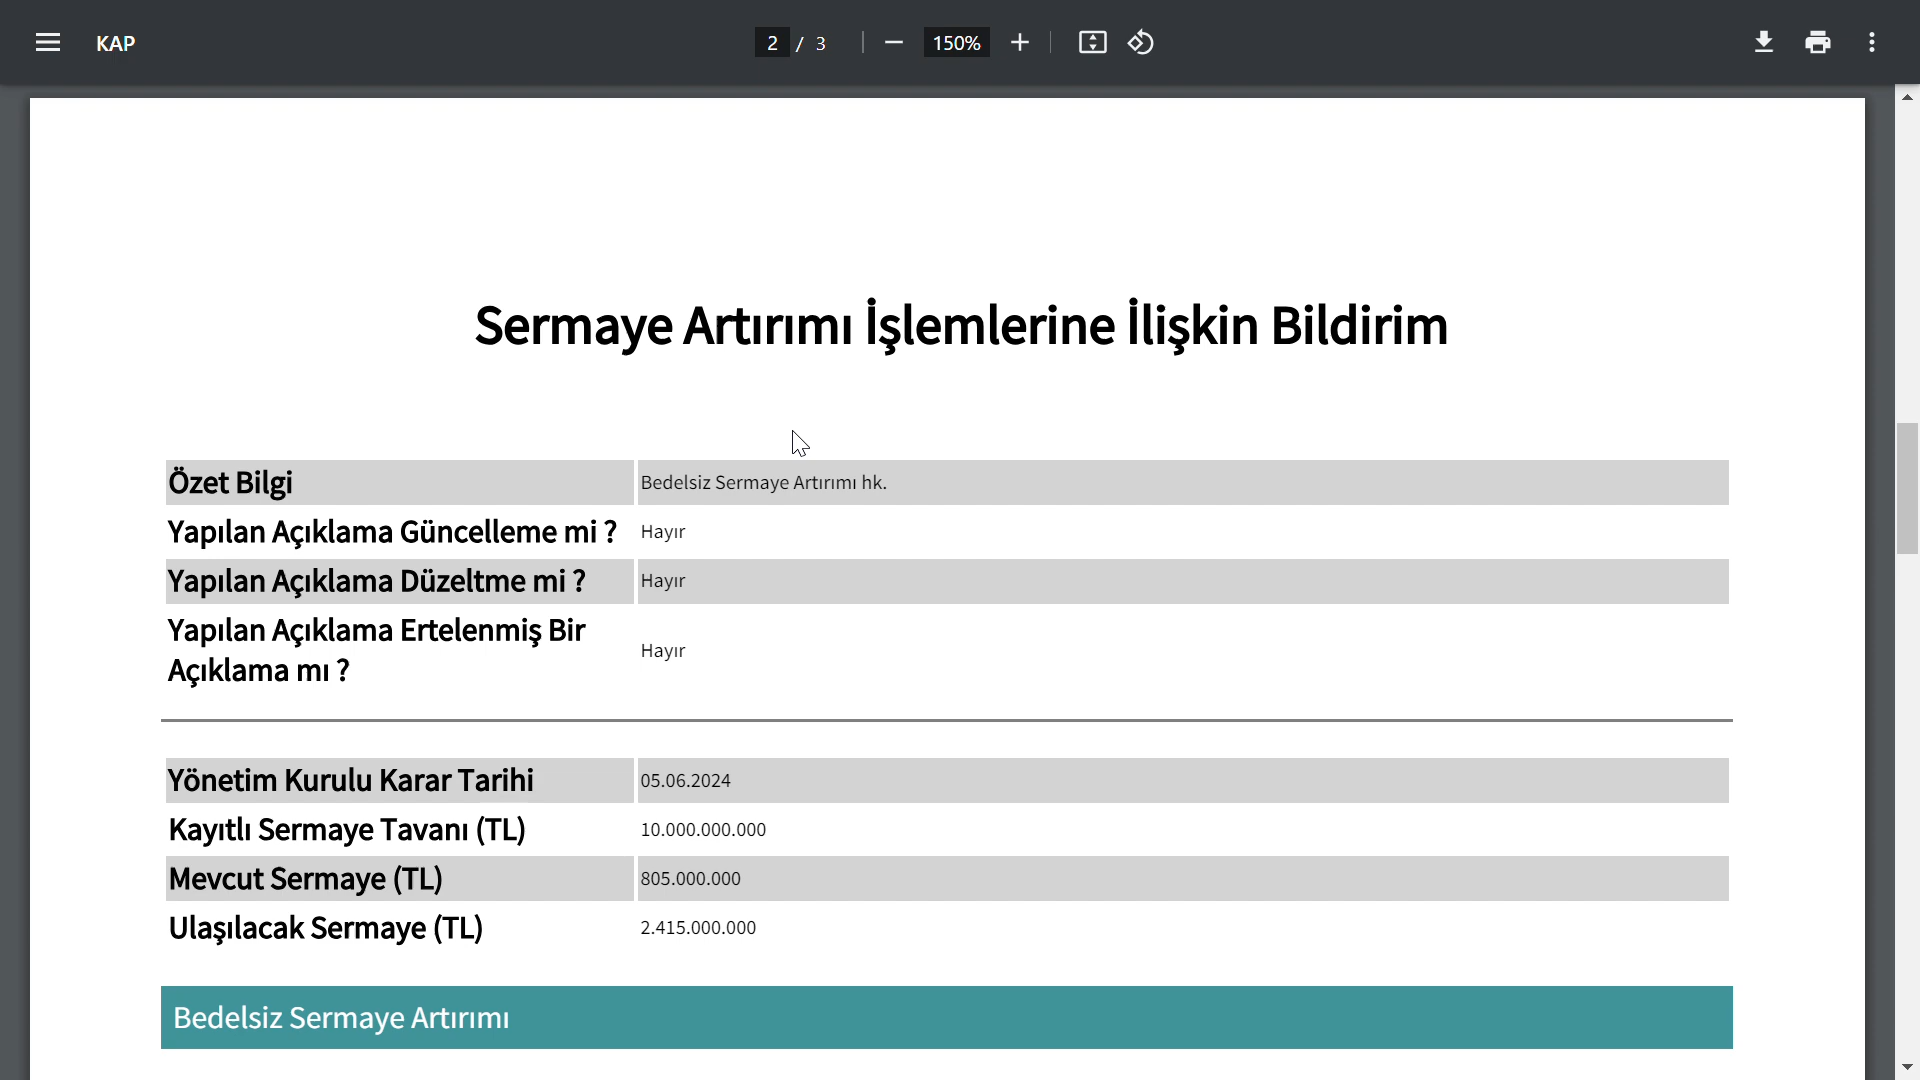 KAP
2 / 3
150%
Sermaye Artırımı İşlemlerine İlişkin Bildirim
Özet Bilgi Bedelsiz Sermaye Artırımı hk.
Yapılan Açıklama Güncelleme mi ? Hayır
Yapılan Açıklama Düzeltme mi ? Hayır
Yapılan Açıklama Ertelenmiş Bir
Açıklama mı ? Hayır
Yönetim Kurulu Karar Tarihi 05.06.2024
Kayıtlı Sermaye Tavanı (TL) 10.000.000.000
Mevcut Sermaye (TL) 805.000.000
Ulaşılacak Sermaye (TL) 2.415.000.000
Bedelsiz Sermaye Artırımı